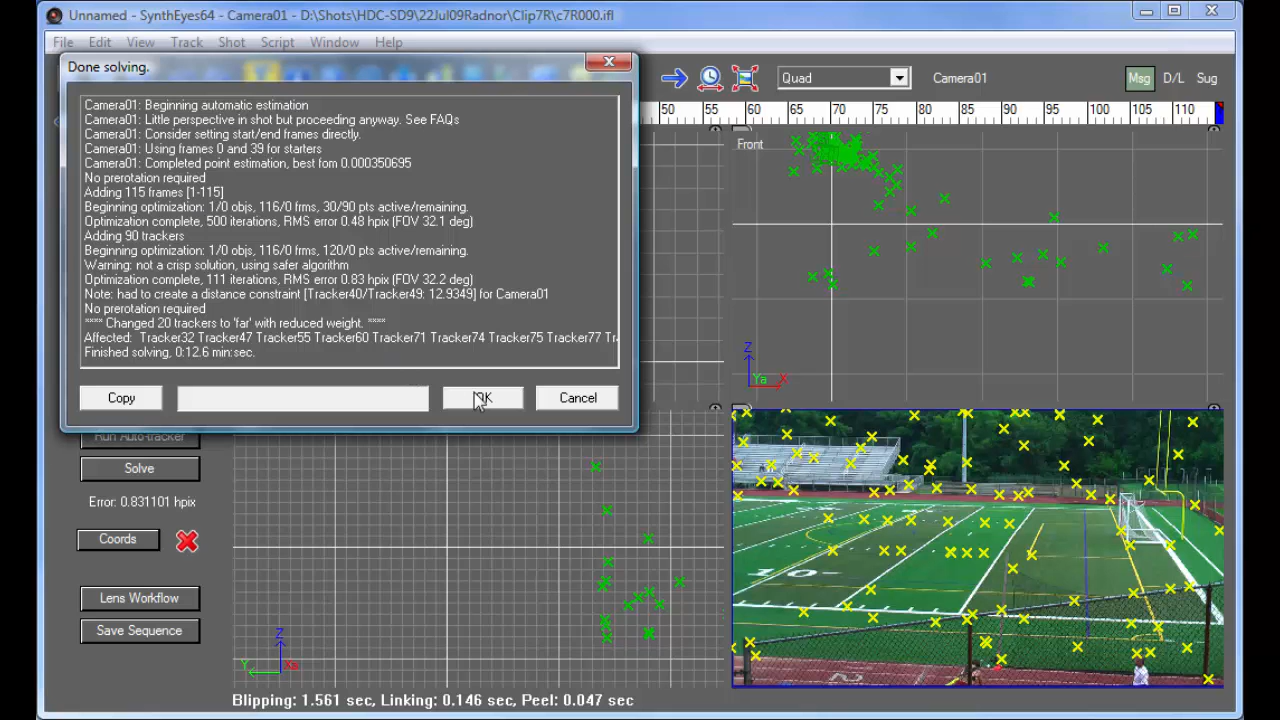 Unnamed - SynthEyes64 - Camera01 - D:\Shots\HDC-SD9\22Jul09Radnor\Clip7R\c7R000.ifl
File Edit View Track Shot Script Window Help
Done solving.
Quad
Camera01
Msg
D/L
Sug
50 55 65 70 75 80 85 90 95 100 105 110
Camera01: Beginning automatic estimation
Camera01: Little perspective in shot but proceeding anyway. See FAQs
Camera01: Consider setting start/end frames directly.
Camera01: Using frames 0 and 39 for starters
Camera01: Completed point estimation, best fom 0.000350695
No prerotation required
Adding 115 frames [1-115]
Beginning optimization: 1/0 objs, 116/0 frms, 30/90 pts active/remaining.
Optimization complete, 500 iterations, RMS error 0.48 hpix (FOV 32.1 deg)
Adding 90 trackers
Beginning optimization: 1/0 objs, 116/0 frms, 120/0 pts active/remaining.
Warning: not a crisp solution, using safer algorithm
Optimization complete, 111 iterations, RMS error 0.83 hpix (FOV 32.2 deg)
Note: had to create a distance constraint [Tracker40/Tracker49: 12.9349] for Camera01
No prerotation required
**** Changed 20 trackers to 'far' with reduced weight. ****
Affected: Tracker32 Tracker47 Tracker55 Tracker60 Tracker71 Tracker74 Tracker75 Tracker77 Tr
Finished solving, 0:12.6 min:sec.
Copy
OK
Cancel
Front
Z
Ya
X
Run Auto-tracker
Solve
Error: 0.831101 hpix
Coords
Lens Workflow
Save Sequence
Z
Y
Xs
10
Blipping: 1.561 sec, Linking: 0.146 sec, Peel: 0.047 sec